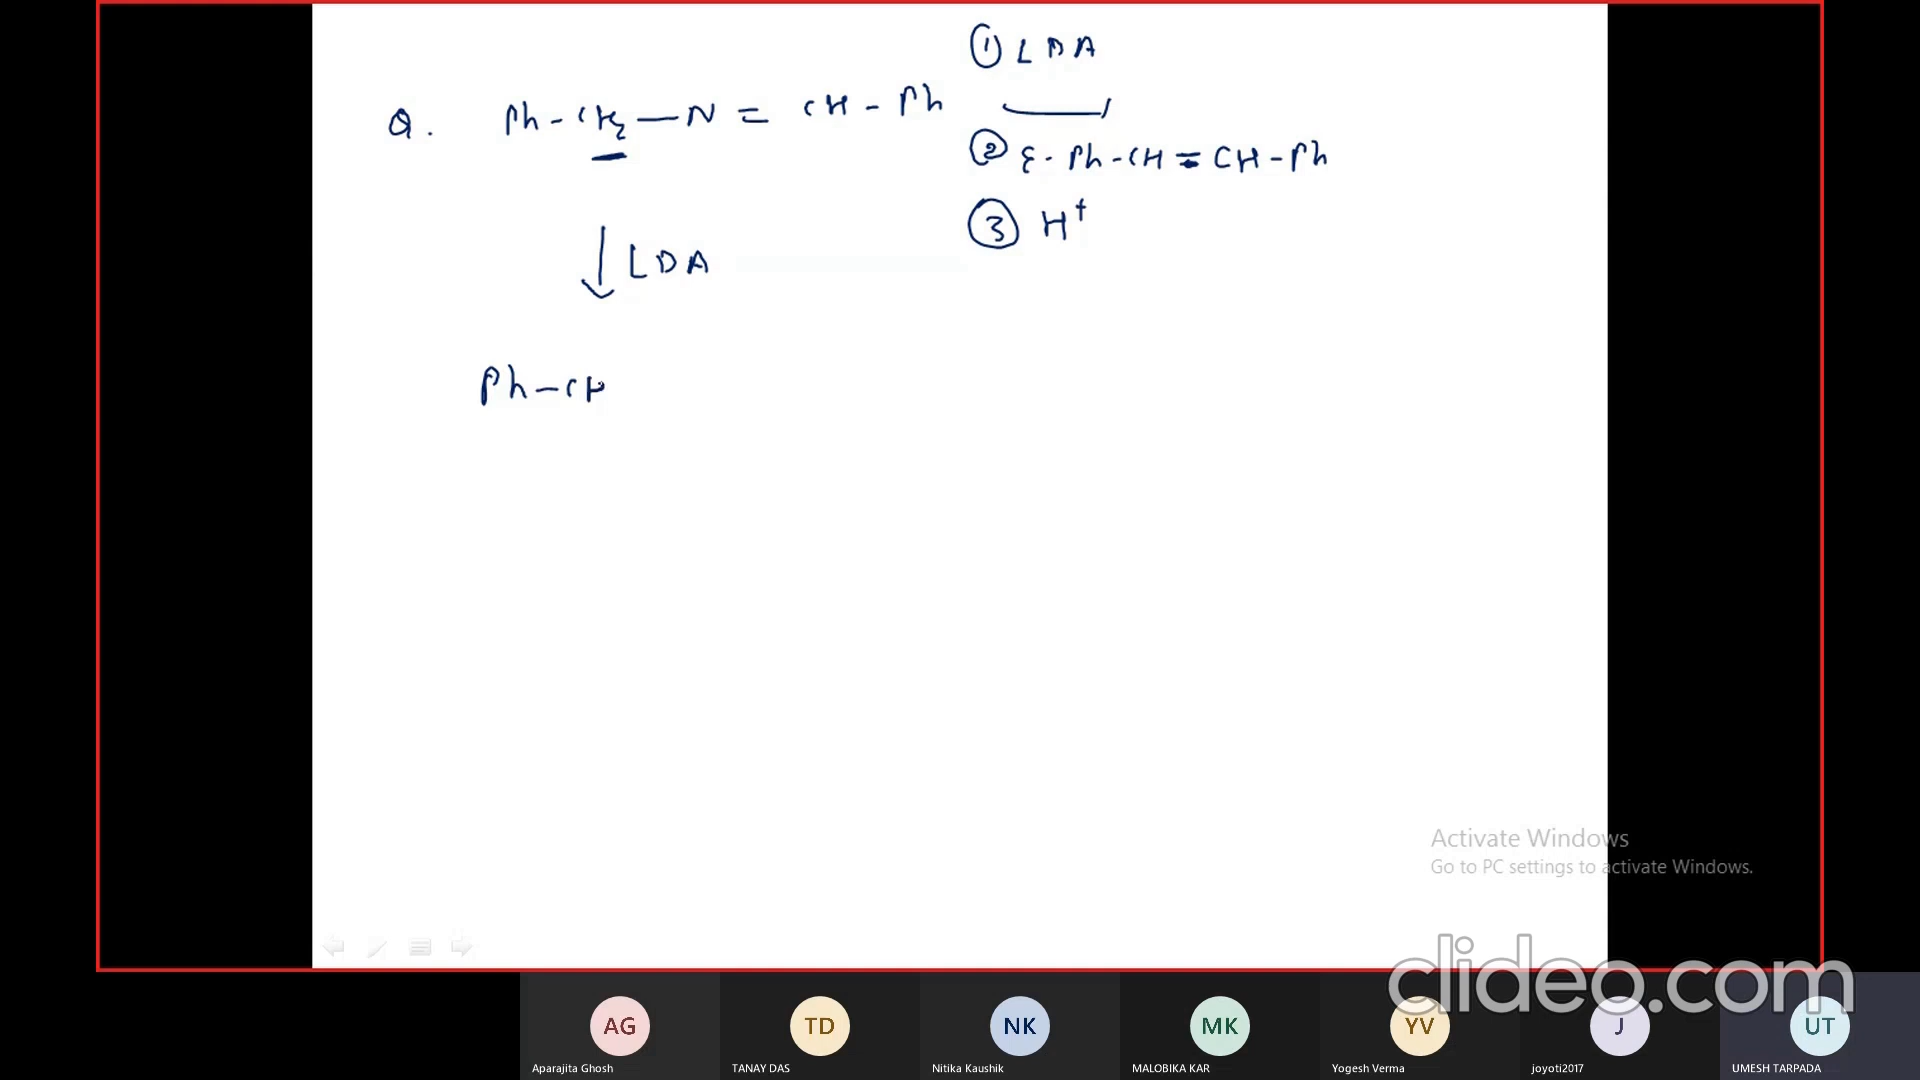 ① LDA
Q. Ph-CH₂-N=CH-Ph
② E-Ph-CH=CH-Ph
③ H⁺
↓ LDA
Ph-CH
Activate Windows
Go to PC settings to activate Windows.
clideo.com
AG TD NK MK YV J UT
Aparajita Ghosh TANAY DAS Nitika Kaushik MALOBIKA KAR Yogesh Verma joyoti2017 UMESH TARPADA